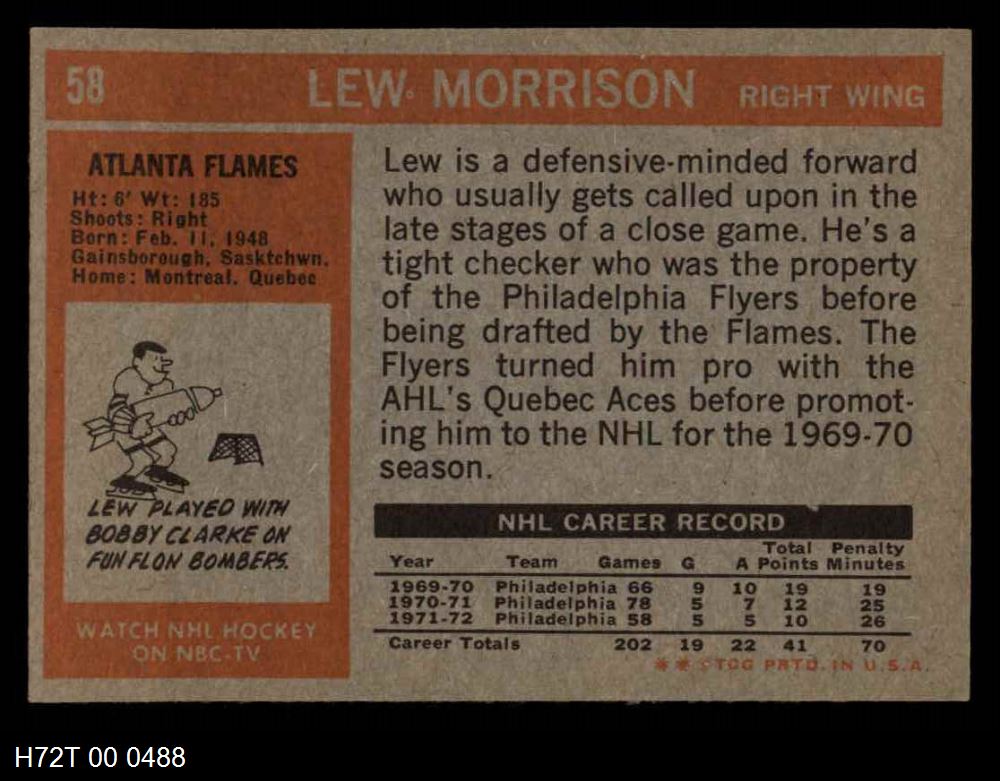 58 LEW MORRISON RIGHT WING
ATLANTA FLAMES
Ht: 6' Wt: 185
Shoots: Right
Born: Feb. 11, 1948
Gainsborough, Sasktchwn.
Home: Montreal, Quebec
LEW PLAYED WITH
BOBBY CLARKE ON
FUN FLON BOMBERS.
WATCH NHL HOCKEY
ON NBC-TV
Lew is a defensive-minded forward
who usually gets called upon in the
late stages of a close game. He's a
tight checker who was the property
of the Philadelphia Flyers before
being drafted by the Flames. The
Flyers turned him pro with the
AHL's Quebec Aces before promot-
ing him to the NHL for the 1969-70
season.
NHL CAREER RECORD
Total Penalty
Year Team Games G A Points Minutes
1969-70 Philadelphia 66 9 10 19 19
1970-71 Philadelphia 78 5 7 12 25
1971-72 Philadelphia 58 5 5 10 26
Career Totals 202 19 22 41 70
* * © TCG PRTD. IN U.S.A.
H72T 00 0488